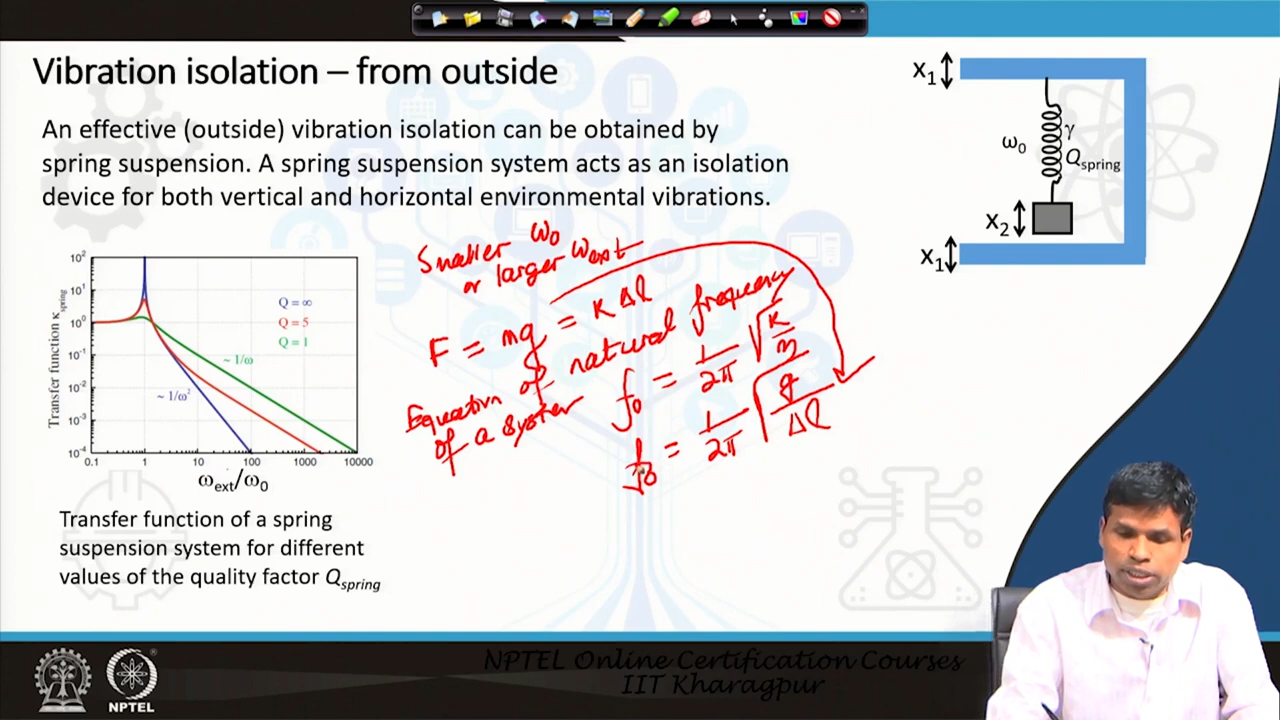 Vibration isolation – from outside
An effective (outside) vibration isolation can be obtained by
spring suspension. A spring suspension system acts as an isolation
device for both vertical and horizontal environmental vibrations.
X1
ω0
γ
Qspring
X2
X1
Smaller ω0
or larger ωext
F = mg = K Δl
Equation of natural frequency
of a system
f0 = 1/2π √K/m
f0 = 1/2π √g/Δl
Transfer function κspring
10^2
10^1
10^0
10^-1
10^-2
10^-3
10^-4
Q = ∞
Q = 5
Q = 1
~ 1/ω
~ 1/ω^2
0.1 1 10 100 1000 10000
ωext/ω0
Transfer function of a spring
suspension system for different
values of the quality factor Qspring
NPTEL
NPTEL Online Certification Courses
IIT Kharagpur